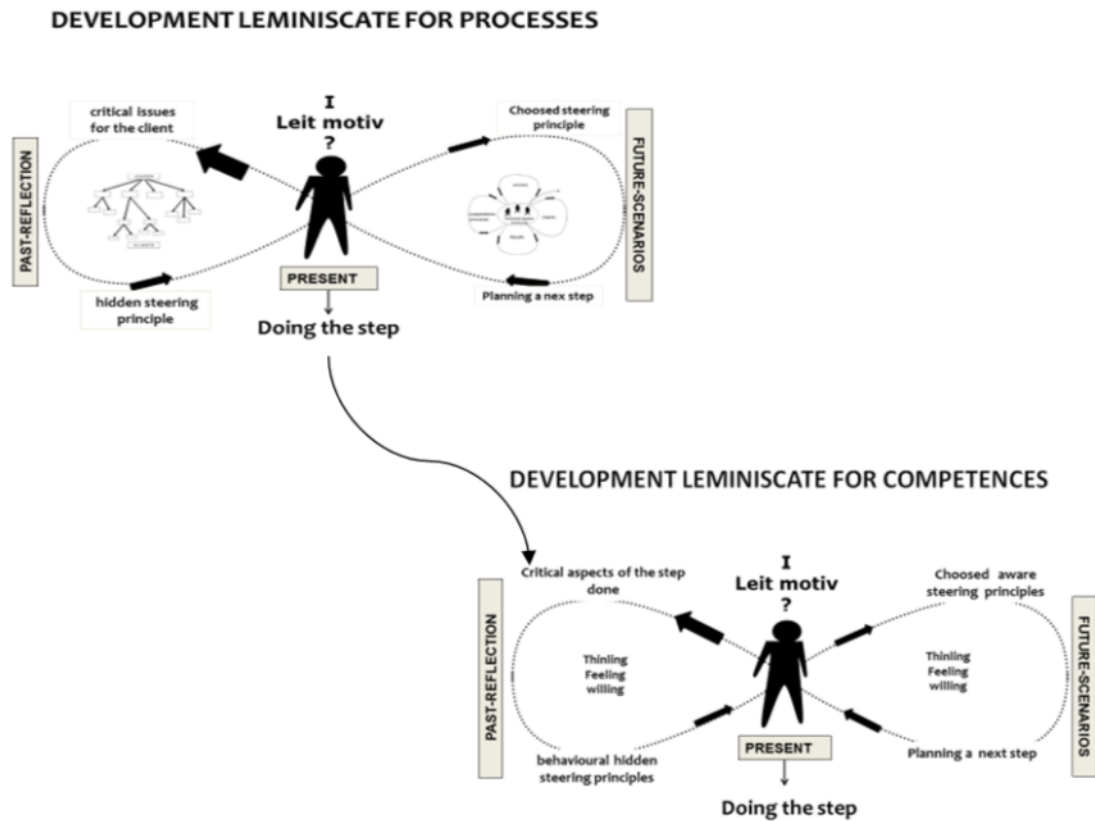 DEVELOPMENT LEMINISCATE FOR PROCESSES
critical issues
for the client
I
Leit motiv
?
Choosed steering
principle
PAST-REFLECTION
FUTURE-SCENARIOS
hidden steering
principle
PRESENT
Planning a nex step
Doing the step
DEVELOPMENT LEMINISCATE FOR COMPETENCES
Critical aspects of the step
done
I
Leit motiv
?
Choosed aware
steering principles
PAST-REFLECTION
Thinling
Feeling
willing
Thinling
Feeling
willing
FUTURE-SCENARIOS
behavioural hidden
steering principles
PRESENT
Planning a next step
Doing the step